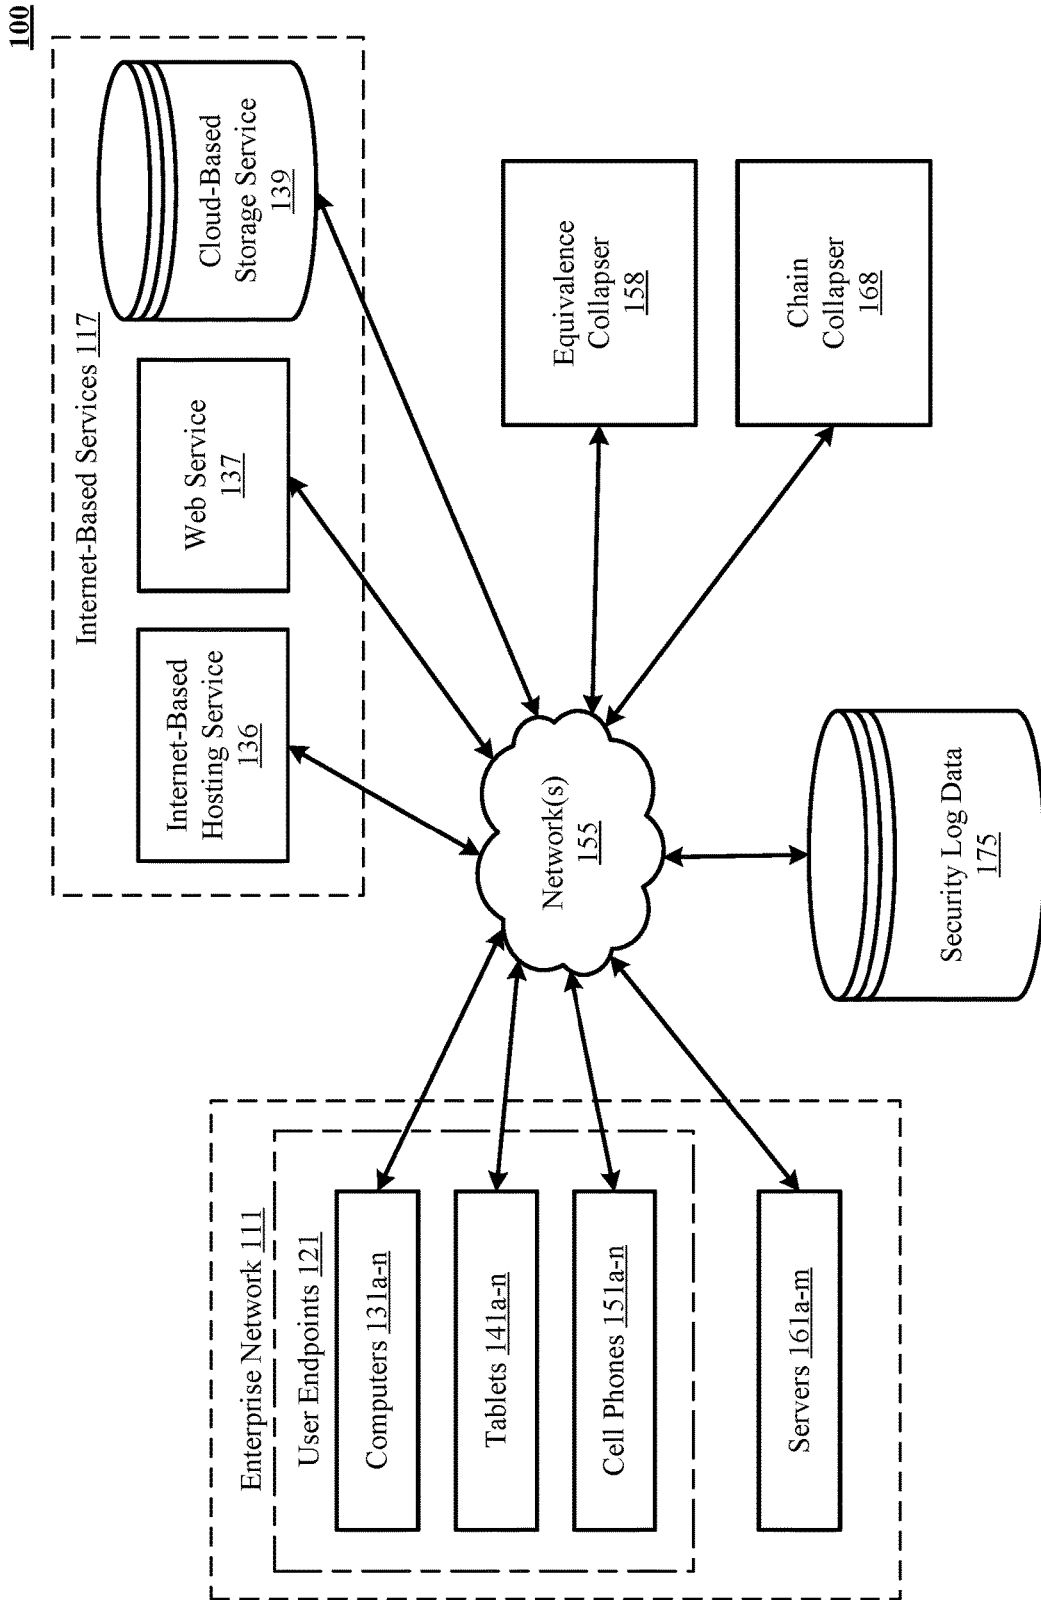 100
Enterprise Network 111
User Endpoints 121
Computers 131a-n
Tablets 141a-n
Cell Phones 151a-n
Servers 161a-m
Network(s)
155
Security Log Data
175
Internet-Based Services 117
Internet-Based
Hosting Service
136
Web Service
137
Cloud-Based
Storage Service
139
Equivalence
Collapser
158
Chain
Collapser
168